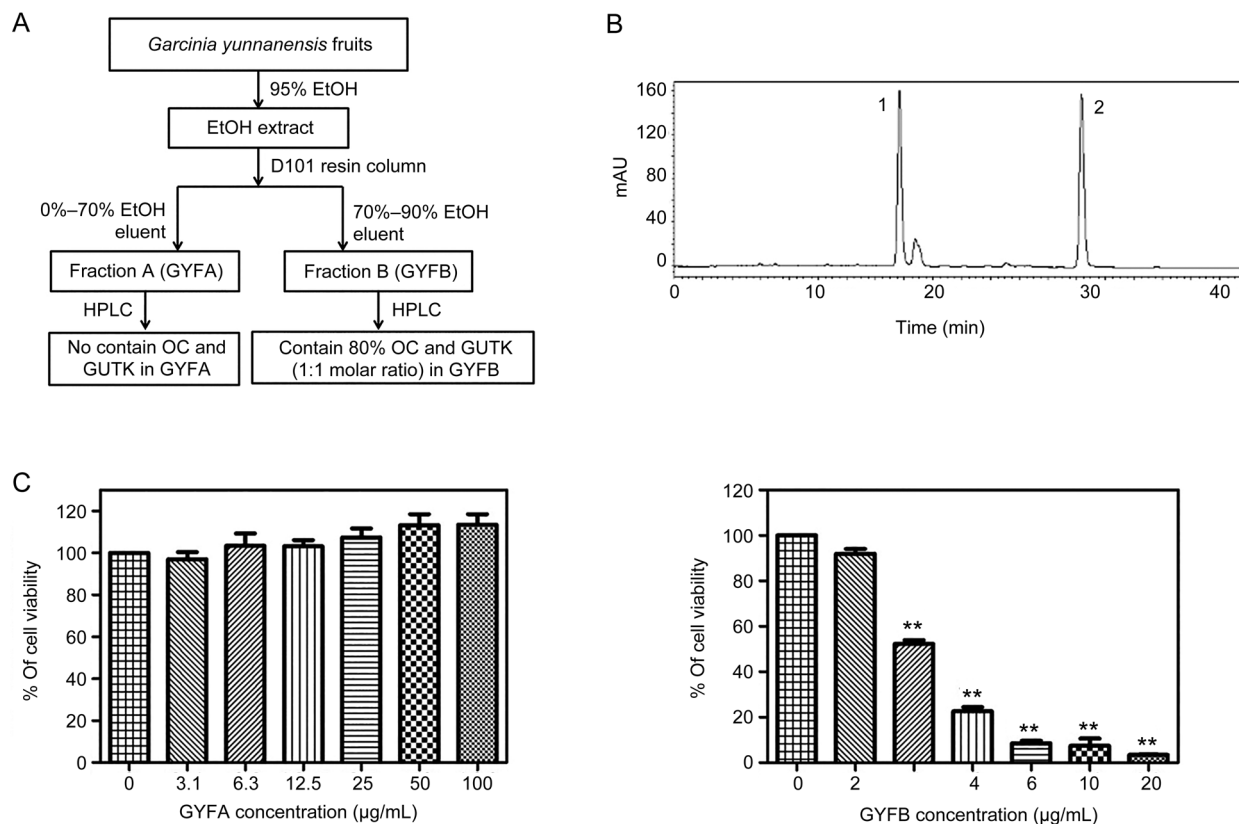 A
Garcinia yunnanensis fruits
95% EtOH
EtOH extract
D101 resin column
0%–70% EtOH
eluent
70%–90% EtOH
eluent
Fraction A (GYFA)
Fraction B (GYFB)
HPLC
HPLC
No contain OC and
GUTK in GYFA
Contain 80% OC and GUTK
(1:1 molar ratio) in GYFB
B
160
120
80
40
0
mAU
1
2
0 10 20 30 40
Time (min)
C
120
100
80
60
40
20
0
% Of cell viability
0 3.1 6.3 12.5 25 50 100
GYFA concentration (µg/mL)
120
100
80
60
40
20
0
% Of cell viability
** ** ** ** **
0 2 4 6 10 20
GYFB concentration (µg/mL)